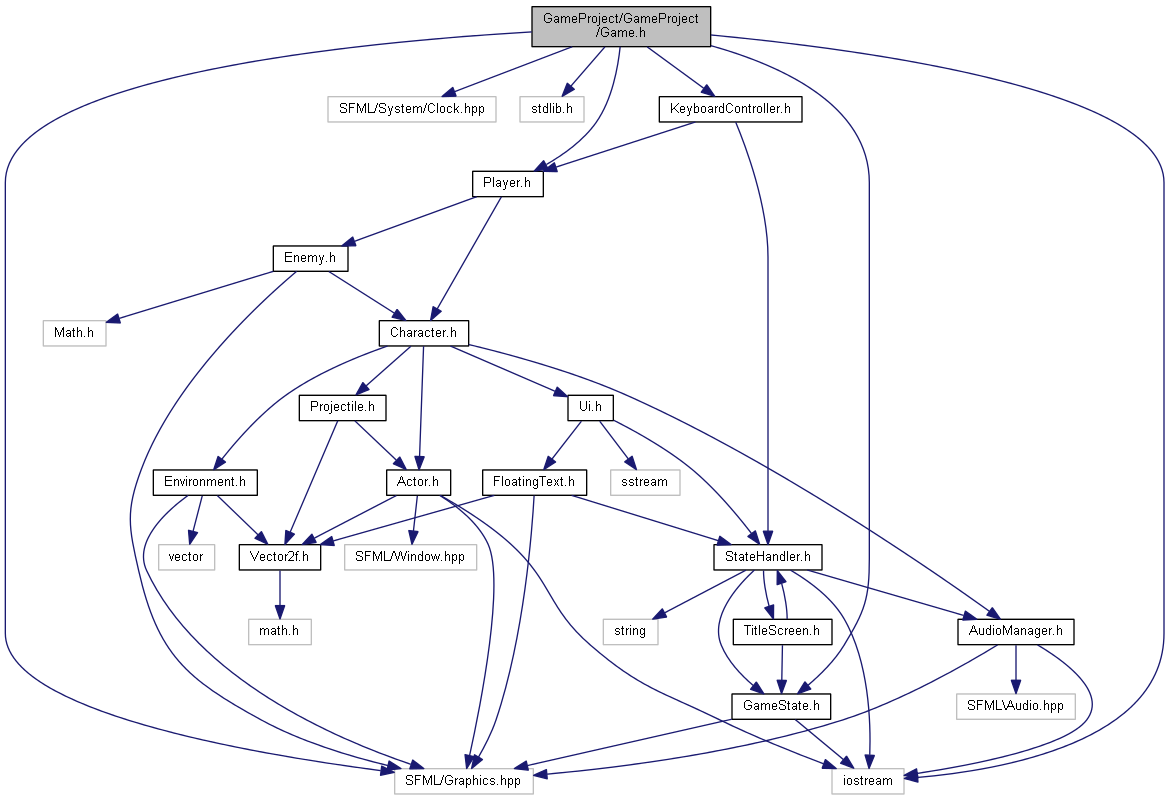 GameProject/GameProject
/Game.h
SFML/System/Clock.hpp
stdlib.h
KeyboardController.h
Player.h
Enemy.h
Math.h
Character.h
Projectile.h
Ui.h
Environment.h
Actor.h
FloatingText.h
sstream
vector
Vector2f.h
SFML/Window.hpp
StateHandler.h
math.h
string
TitleScreen.h
AudioManager.h
GameState.h
SFML\Audio.hpp
SFML/Graphics.hpp
iostream